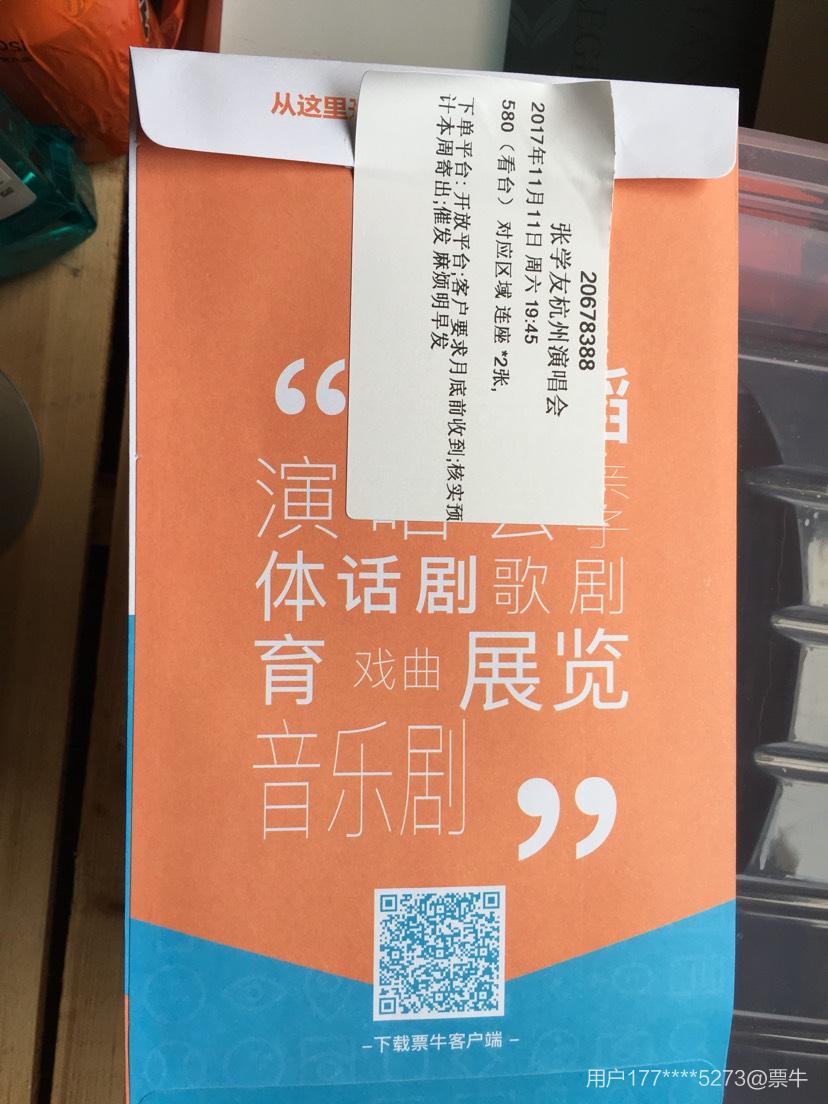 从这里
20678388
张学友杭州演唱会
2017年11月11日 周六 19:45
580（看台） 对应区域 连座 *2张,
下单平台: 开放平台;客户要求月底前收到;核实预
计本周寄出;催发 麻烦明早发
“
演唱会
体话剧歌剧
育 戏曲 展览
音乐剧
”
–下载票牛客户端 –
用户177****5273@票牛